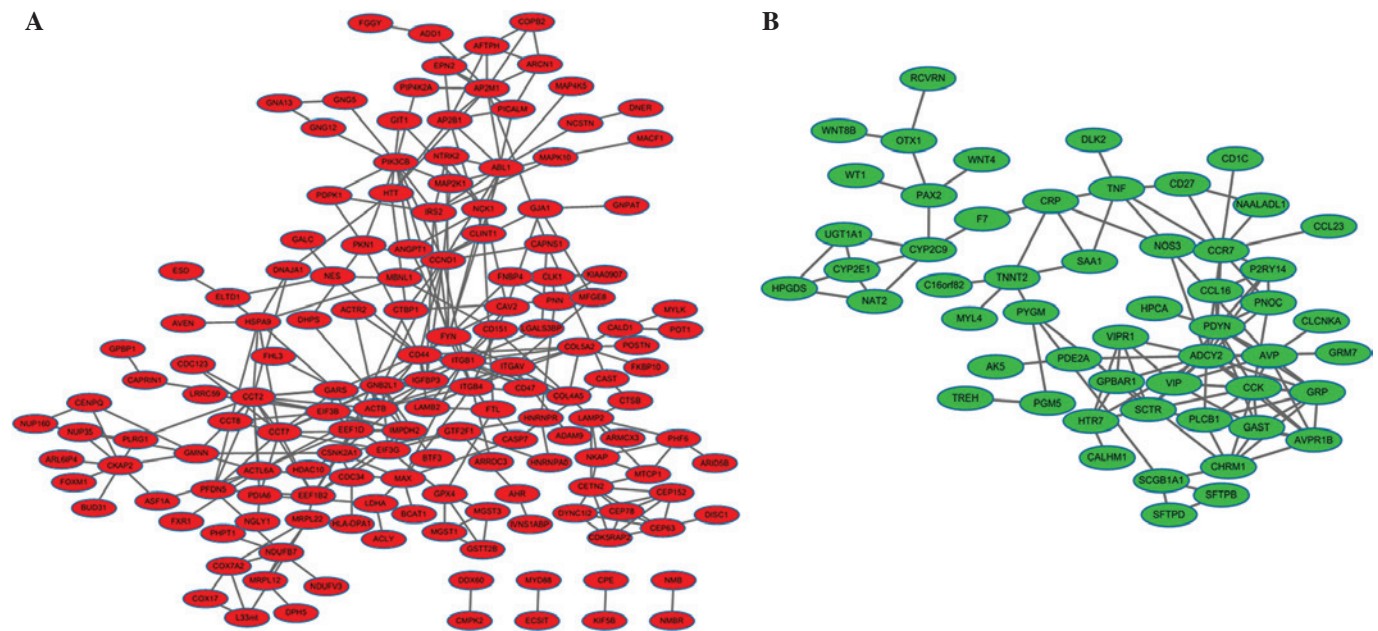 A
B
FGGY
ADD1
COPB2
AFTPH
EPN2
ARCN1
PIP4K2A
AP2M1
MAP4K5
GNA13
GNG5
PICALM
DNER
GNG12
GIT1
AP2B1
NCSTN
MACF1
PIK3CB
NTRK2
ABL1
MAPK10
HTT
MAP2K1
PDPK1
IRS2
NCK1
GJA1
GNPAT
CLINT1
GALC
PKN1
ANGPT1
CCND1
CAPNS1
ESD
DNAJA1
NES
MBNL1
FNBP4
CLK1
KIAA0907
ELTD1
CAV2
PNN
MFGE8
AVEN
HSPA9
DHPS
ACTR2
CTBP1
CD151
LGALS3BP
CALD1
MYLK
FYN
PDT1
GPBP1
CDC123
FHL3
CD44
ITGB1
ITGAV
COL5A2
POSTN
CAPRIN1
FKBP10
LRRC59
GARS
GNB2L1
IGFBP3
ITGB4
CD47
COL4A5
CAST
CENPQ
CCT2
EIF3B
ACTB
LAMB2
FTL
CTSB
NUP160
NUP35
PLRG1
CCT8
CCT7
EEF1D
IMPDH2
GTF2F1
HNRNPR
LAMP2
CASP7
ADAM9
ARMCX3
PHF6
ARL6IP4
CKAP2
GMNN
CSNK2A1
EIF3G
BTF3
ARRDC3
HNRNPA0
NKAP
ARID5B
FOXM1
ACTL6A
HDAC10
CDC34
MAX
MTCP1
BUD31
ASF1A
PFDN5
PDIA6
EEF1B2
LDHA
GPX4
AHR
CETN2
CEP152
FXR1
NGLY1
MRPL22
HLA-DPA1
BCAT1
MGST3
IVNS1ABP
DYNC1I2
CEP78
CEP63
DISC1
PHPT1
ACLY
MGST1
GSTT2B
CDK5RAP2
NDUFB7
COX7A2
MRPL12
NDUFV3
COX17
L33mt
DPH5
DDX60
MYD88
CPE
NMB
CMPK2
ECSIT
KIF5B
NMBR
RCVRN
WNT8B
OTX1
DLK2
WNT4
CD1C
WT1
TNF
CD27
PAX2
CRP
NAALADL1
F7
UGT1A1
CCL23
CYP2C9
NOS3
CCR7
CYP2E1
SAA1
P2RY14
HPGDS
NAT2
C16orf82
TNNT2
CCL16
PNOC
MYL4
PYGM
HPCA
PDYN
CLCNKA
VIPR1
AK5
PDE2A
ADCY2
AVP
GRM7
GPBAR1
VIP
CCK
GRP
TREH
PGM5
SCTR
HTR7
PLCB1
GAST
AVPR1B
CALHM1
CHRM1
SCGB1A1
SFTPB
SFTPD